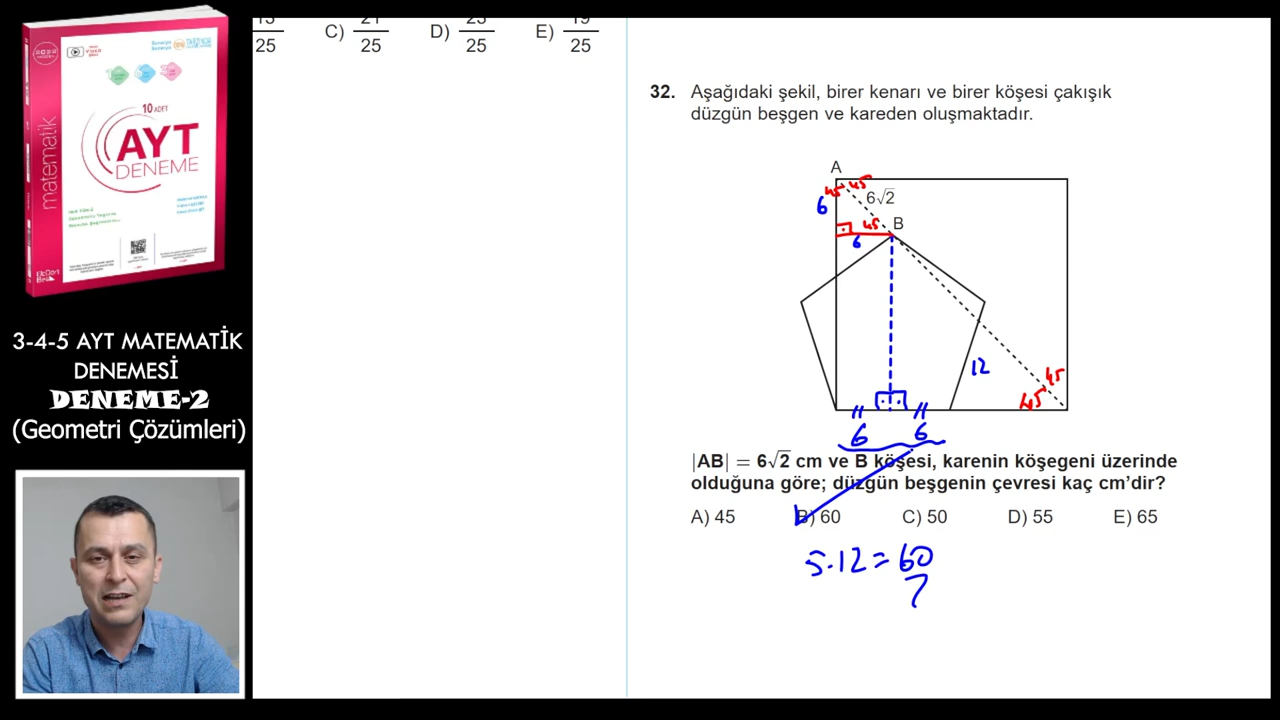 25
C) 21/25
D) 23/25
E) 19/25
32. Aşağıdaki şekil, birer kenarı ve birer köşesi çakışık
düzgün beşgen ve kareden oluşmaktadır.
A
45 45
6
6√2
45
B
6
12
45
45
6 6
|AB| = 6√2 cm ve B köşesi, karenin köşegeni üzerinde
olduğuna göre; düzgün beşgenin çevresi kaç cm’dir?
A) 45 B) 60 C) 50 D) 55 E) 65
5·12=60
matematik
10 ADET
AYT
DENEME
3-4-5 AYT MATEMATİK
DENEMESİ
DENEME-2
(Geometri Çözümleri)